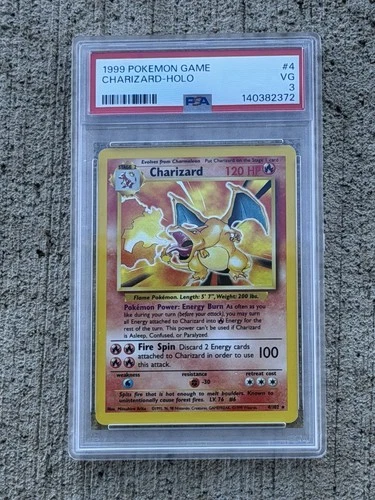 1999 POKEMON GAME #4
CHARIZARD-HOLO VG
3
PSA 140382372
STAGE 2 Evolves from Charmeleon Put Charizard on the Stage 1 card
Charizard 120 HP
Flame Pokémon. Length: 5' 7", Weight: 200 lbs.
Pokémon Power: Energy Burn As often as you
like during your turn (before your attack), you may turn
all Energy attached to Charizard into Energy for
the rest of the turn. This power can't be used if Charizard
is Asleep, Confused, or Paralyzed.
Fire Spin Discard 2 Energy cards
attached to Charizard in order to use 100
this attack.
weakness resistance retreat cost
-30
Spits fire that is hot enough to melt boulders. Known to
unintentionally cause forest fires. LV. 76 #6
Illus. Mitsuhiro Arita 4/102